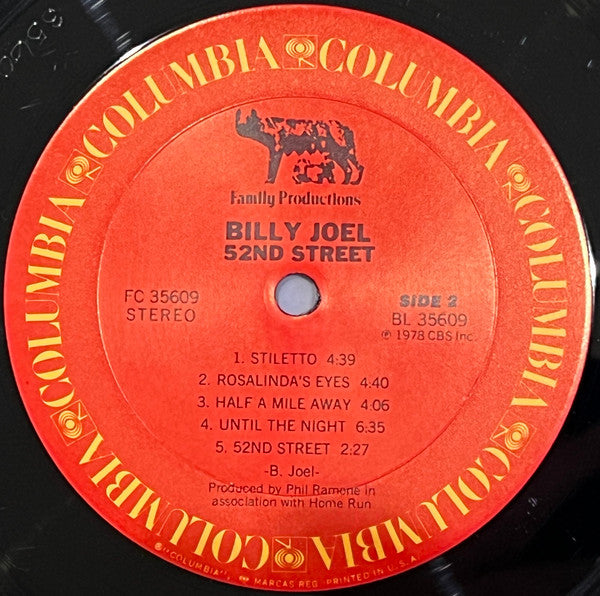 COLUMBIA COLUMBIA COLUMBIA COLUMBIA COLUMBIA COLUMBIA
Family Productions
BILLY JOEL
52ND STREET
FC 35609
STEREO
SIDE 2
BL 35609
℗ 1978 CBS Inc.
1. STILETTO 4:39
2. ROSALINDA'S EYES 4:40
3. HALF A MILE AWAY 4:06
4. UNTIL THE NIGHT 6:35
5. 52ND STREET 2:27
-B. Joel-
Produced by Phil Ramone in
association with Home Run
"COLUMBIA", MARCAS REG. PRINTED IN U.S.A.